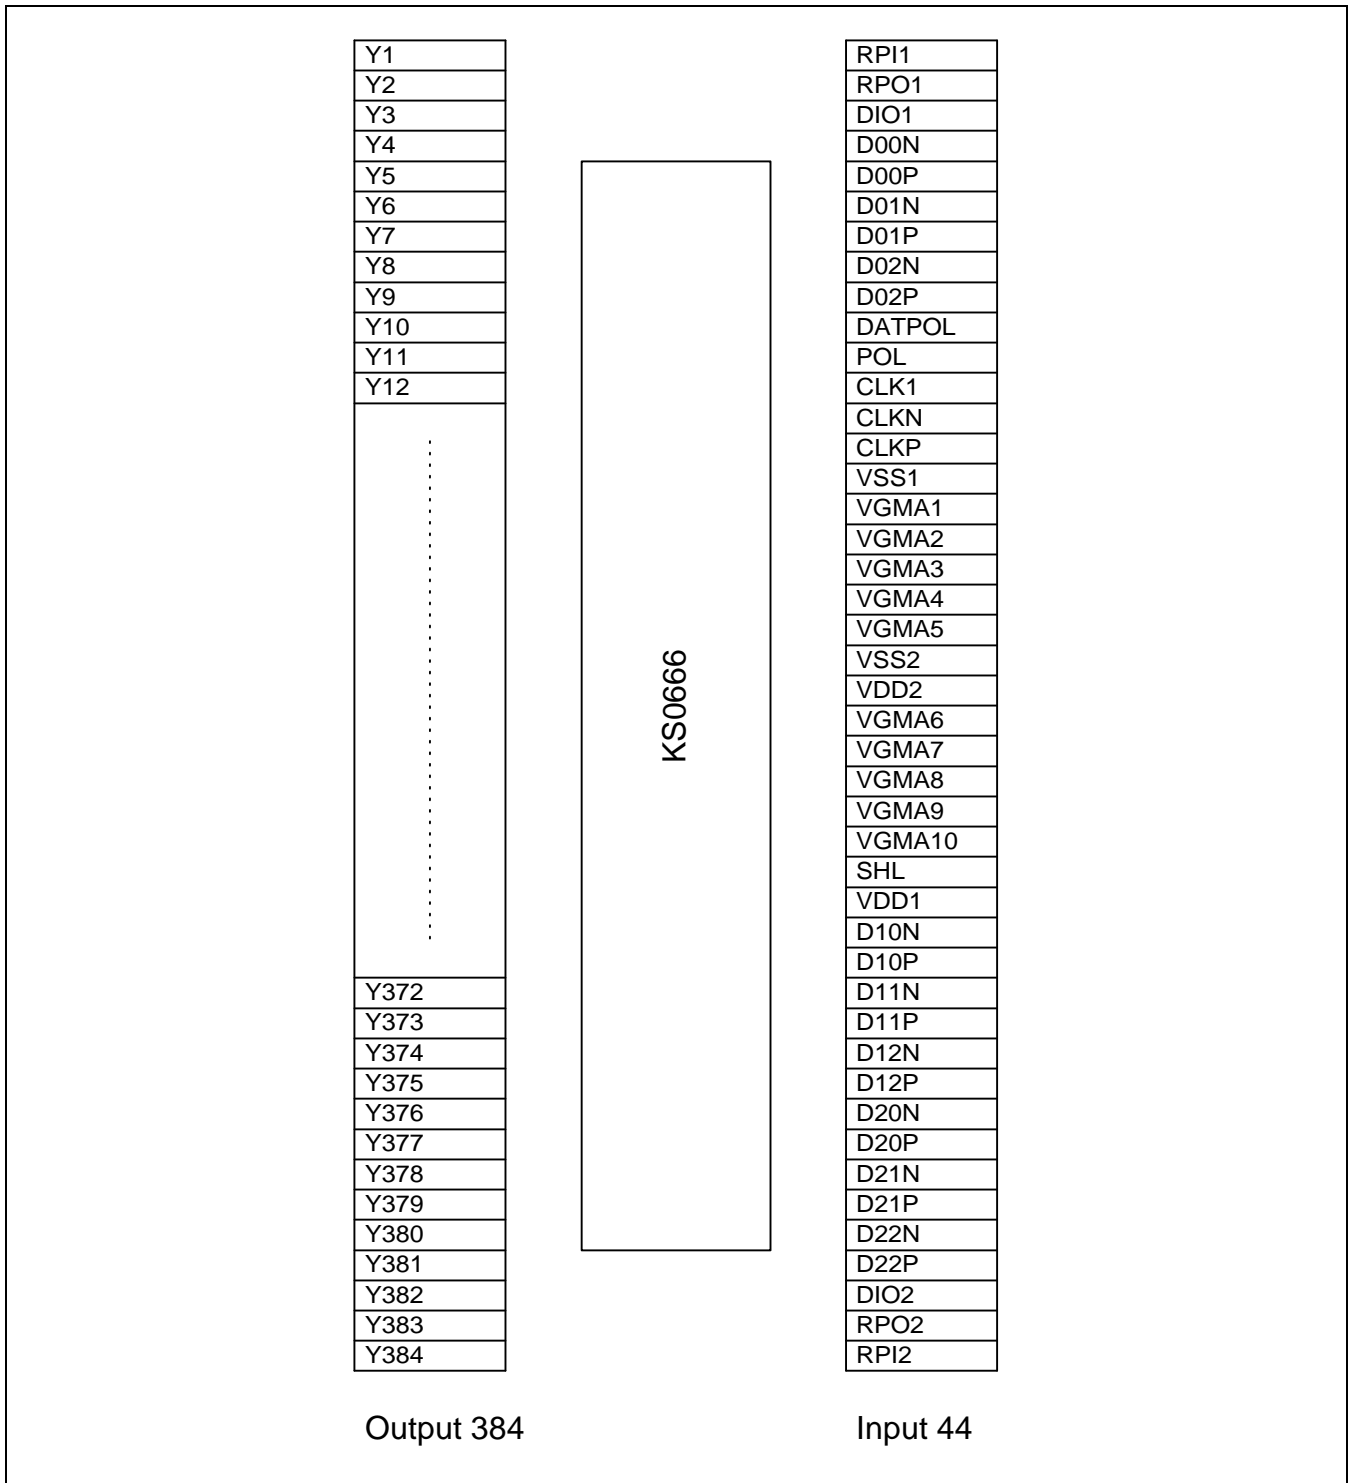 Y1
Y2
Y3
Y4
Y5
Y6
Y7
Y8
Y9
Y10
Y11
Y12
Y372
Y373
Y374
Y375
Y376
Y377
Y378
Y379
Y380
Y381
Y382
Y383
Y384
Output 384
KS0666
RPI1
RPO1
DIO1
D00N
D00P
D01N
D01P
D02N
D02P
DATPOL
POL
CLK1
CLKN
CLKP
VSS1
VGMA1
VGMA2
VGMA3
VGMA4
VGMA5
VSS2
VDD2
VGMA6
VGMA7
VGMA8
VGMA9
VGMA10
SHL
VDD1
D10N
D10P
D11N
D11P
D12N
D12P
D20N
D20P
D21N
D21P
D22N
D22P
DIO2
RPO2
RPI2
Input 44